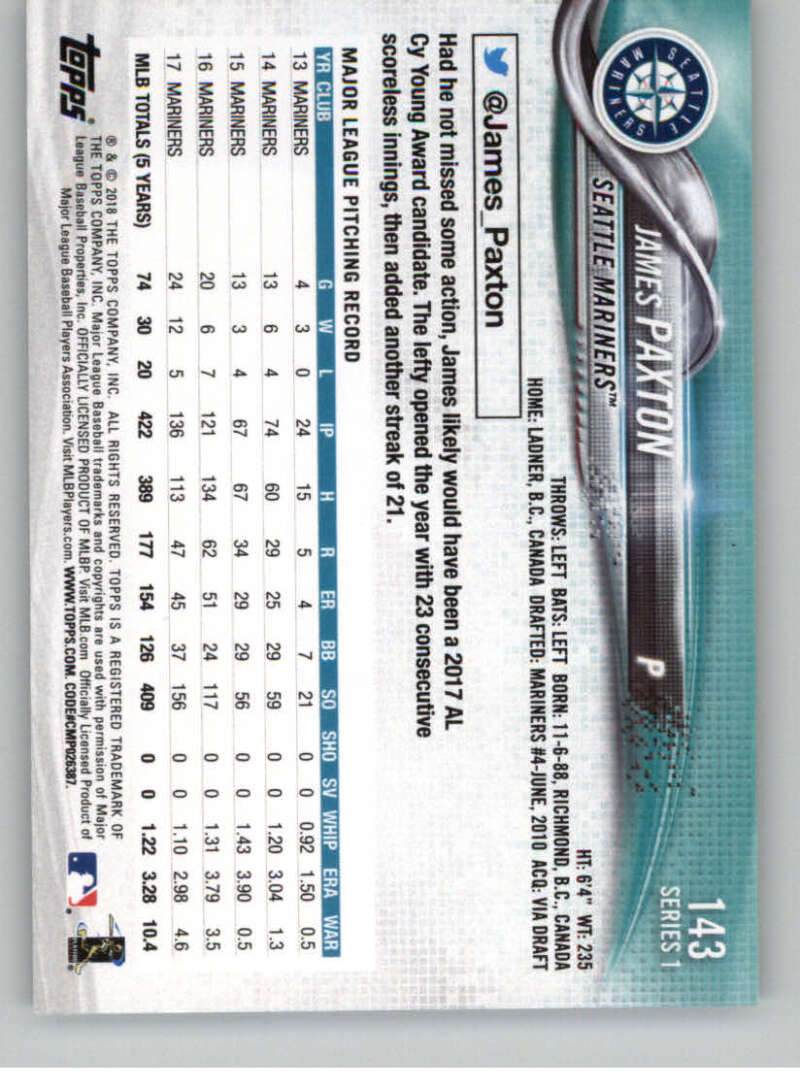 143
SERIES 1
SEATTLE MARINERS
JAMES PAXTON P
SEATTLE MARINERS™
HT: 6'4" WT: 235
THROWS: LEFT BATS: LEFT BORN: 11-6-88, RICHMOND, B.C., CANADA
HOME: LADNER, B.C., CANADA DRAFTED: MARINERS #4-JUNE, 2010 ACQ: VIA DRAFT
@James_Paxton
Had he not missed some action, James likely would have been a 2017 AL
Cy Young Award candidate. The lefty opened the year with 23 consecutive
scoreless innings, then added another streak of 21.
MAJOR LEAGUE PITCHING RECORD
YR CLUB G W L IP H R ER BB SO SHO SV WHIP ERA WAR
13 MARINERS 4 3 0 24 15 5 4 7 21 0 0 0.92 1.50 0.5
14 MARINERS 13 6 4 74 60 29 25 29 59 0 0 1.20 3.04 1.3
15 MARINERS 13 3 4 67 67 34 29 29 56 0 0 1.43 3.90 0.5
16 MARINERS 20 6 7 121 134 62 51 24 117 0 0 1.31 3.79 3.5
17 MARINERS 24 12 5 136 113 47 45 37 156 0 0 1.10 2.98 4.6
MLB TOTALS (5 YEARS) 74 30 20 422 389 177 154 126 409 0 0 1.22 3.28 10.4
topps®
® & © 2018 THE TOPPS COMPANY, INC. ALL RIGHTS RESERVED. TOPPS IS A REGISTERED TRADEMARK OF
THE TOPPS COMPANY, INC. Major League Baseball trademarks and copyrights are used with permission of Major
League Baseball Properties, Inc. OFFICIALLY LICENSED PRODUCT OF MLBP. Visit MLB.com Officially Licensed Product of
Major League Baseball Players Association. Visit MLBPlayers.com. WWW.TOPPS.COM. CODE#CMP026387.